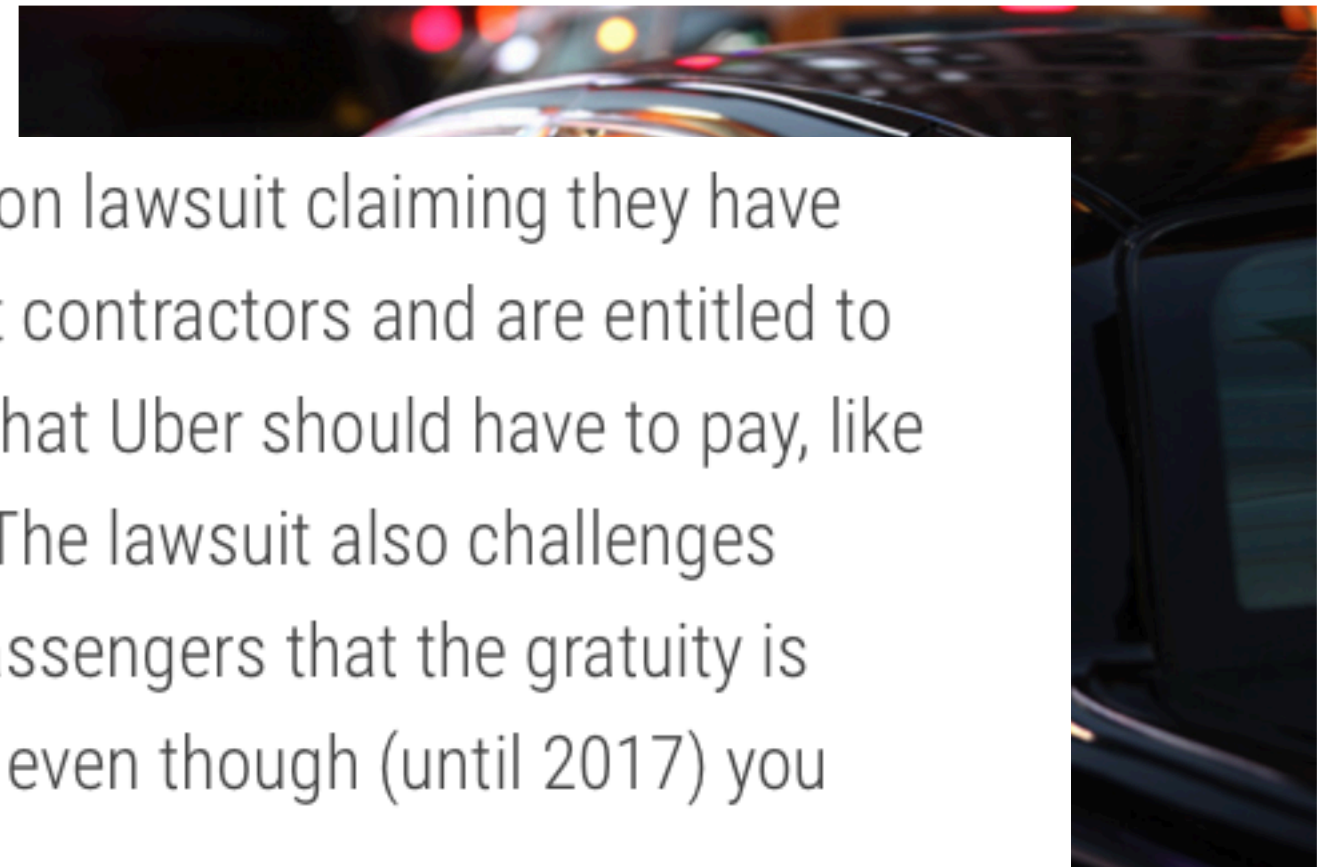 on lawsuit claiming they have
contractors and are entitled to
hat Uber should have to pay, like
The lawsuit also challenges
ssengers that the gratuity is
even though (until 2017) you